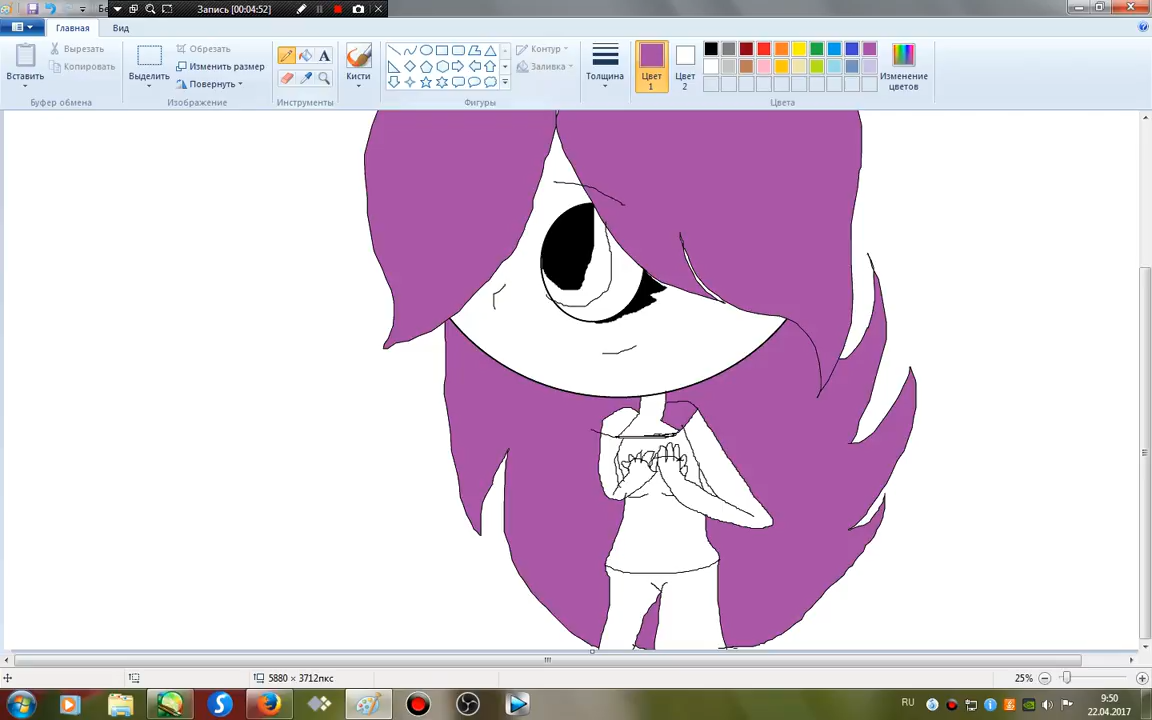 Запись [00:04:52]
Главная Вид
Вставить
Вырезать
Копировать
Буфер обмена
Выделить
Обрезать
Изменить размер
Повернуть
Изображение
A
Инструменты
Кисти
Фигуры
Контур
Заливка
Толщина
Цвет 1
Цвет 2
Изменение цветов
Цвета
5880 × 3712пкс
25%
RU
9:50
22.04.2017